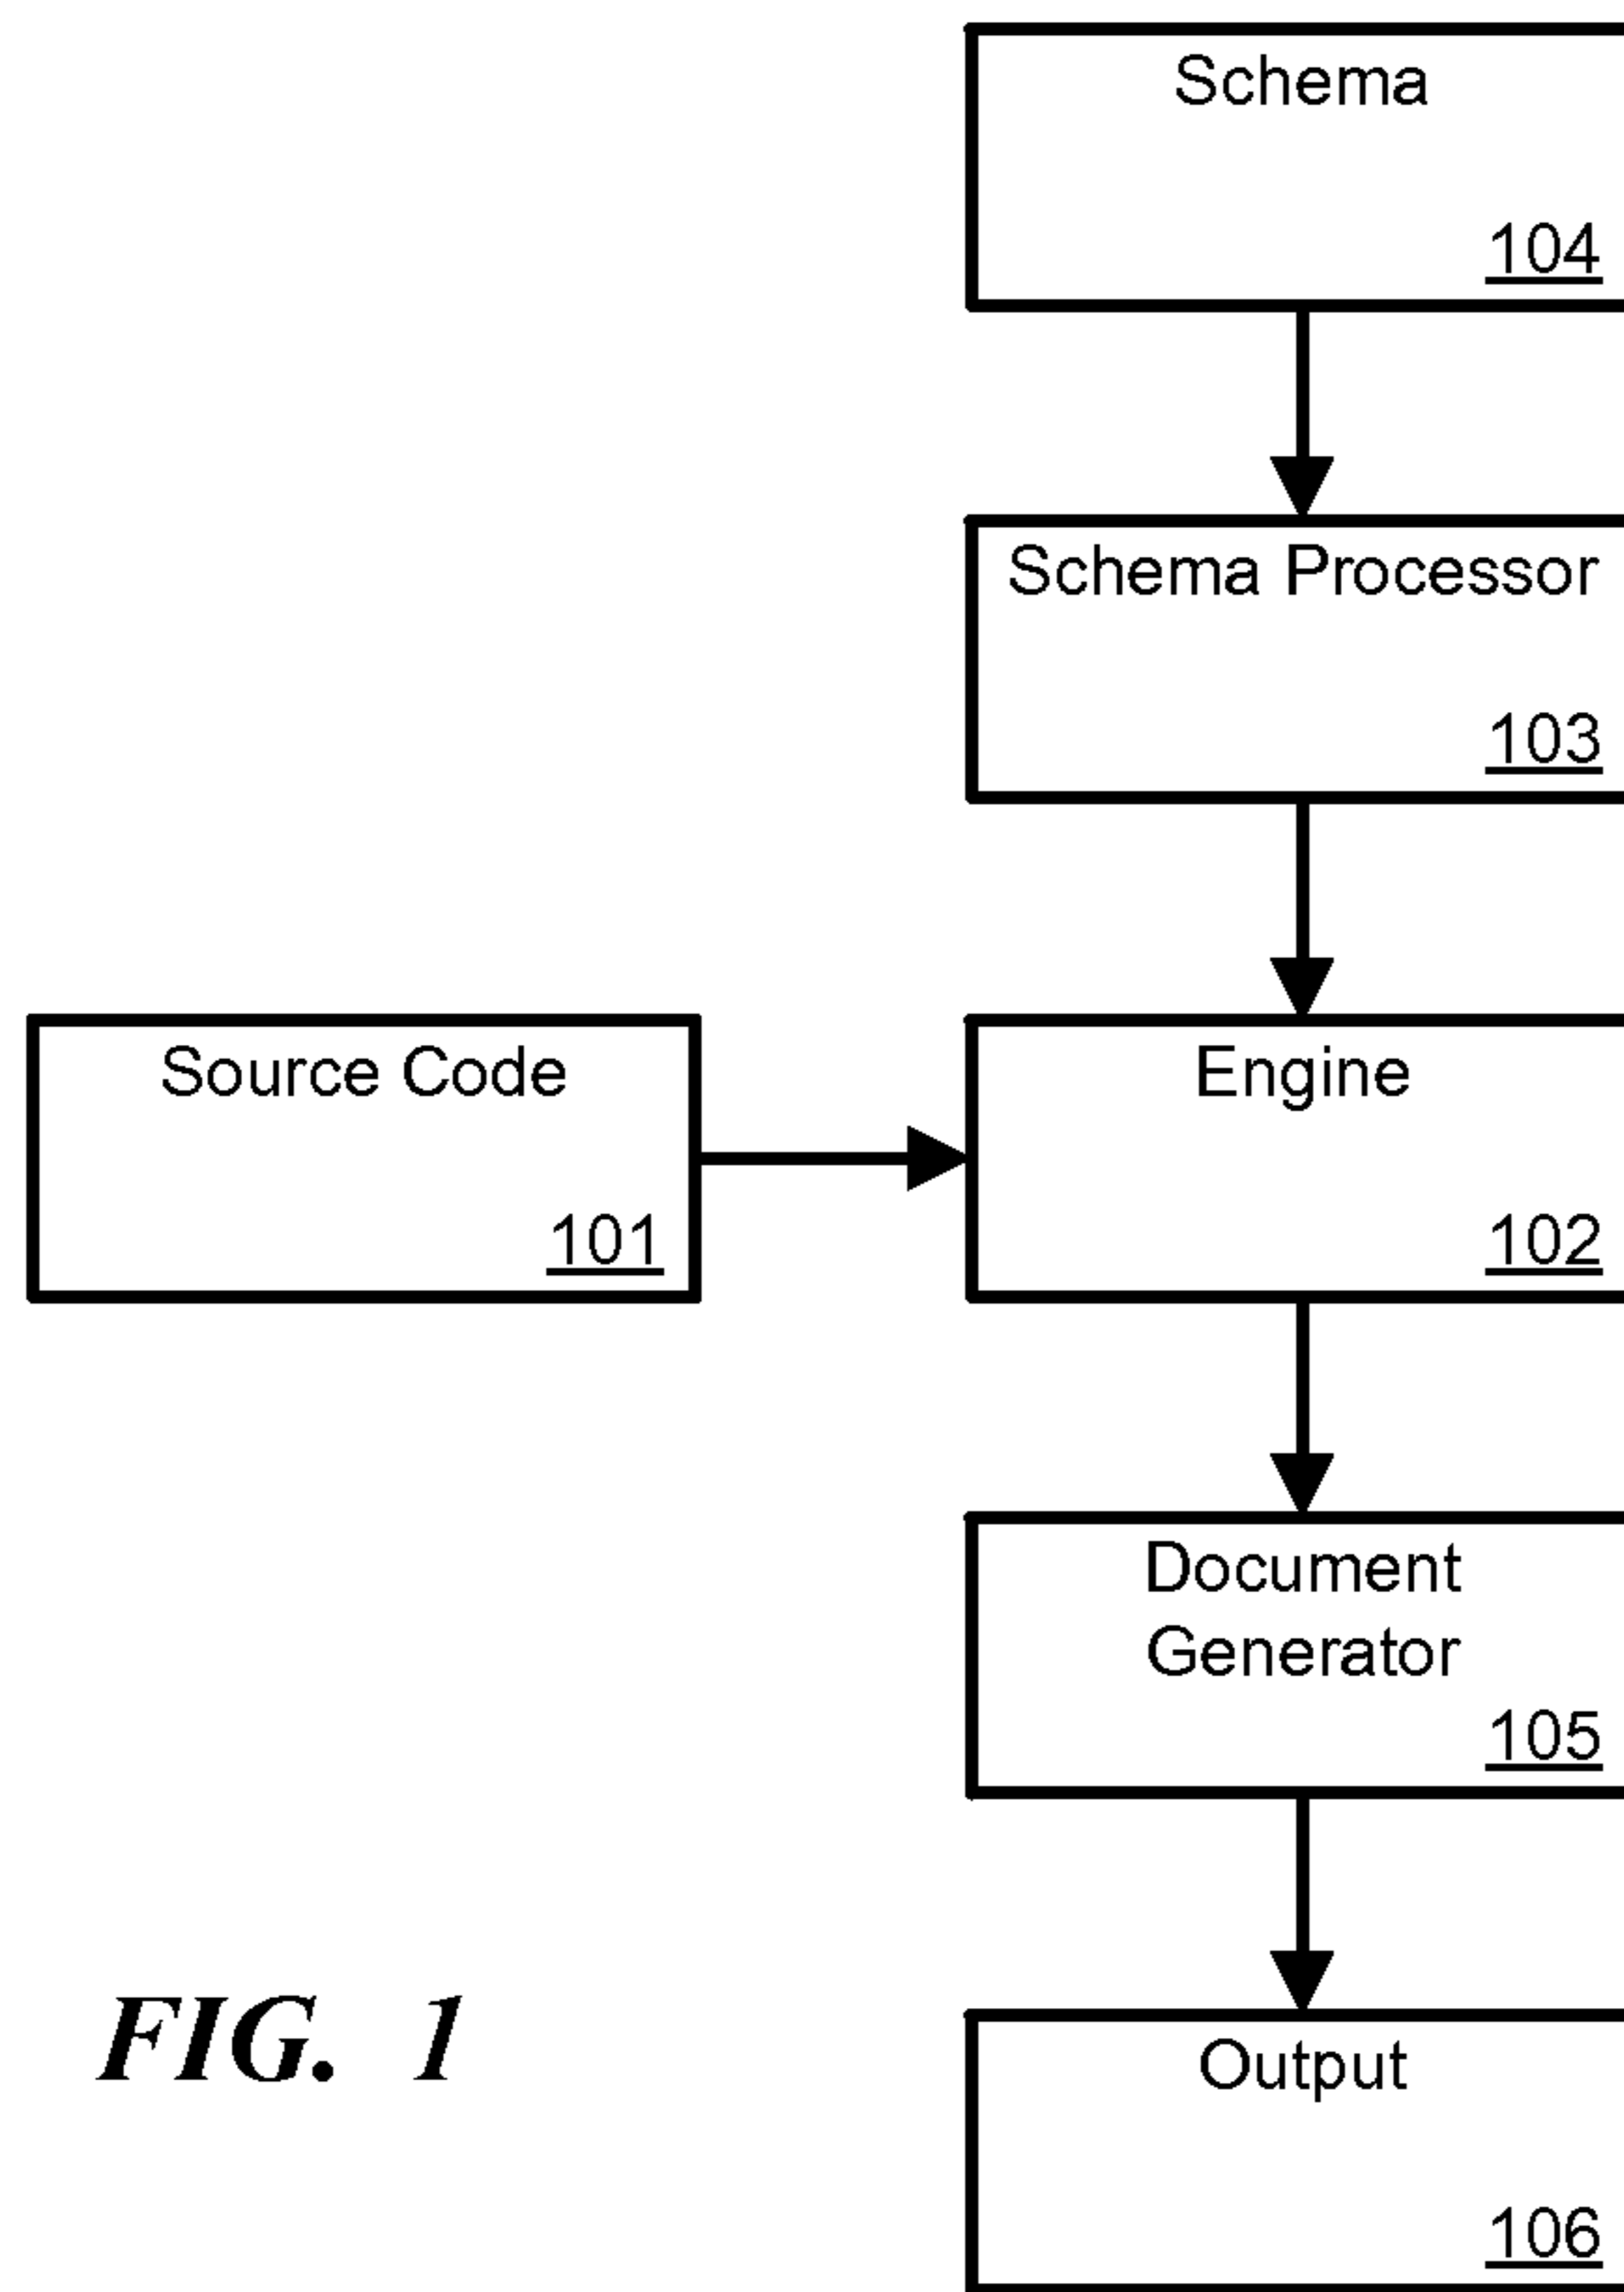 Schema
104
Schema Processor
103
Source Code
101
Engine
102
Document
Generator
105
Output
106
FIG. 1